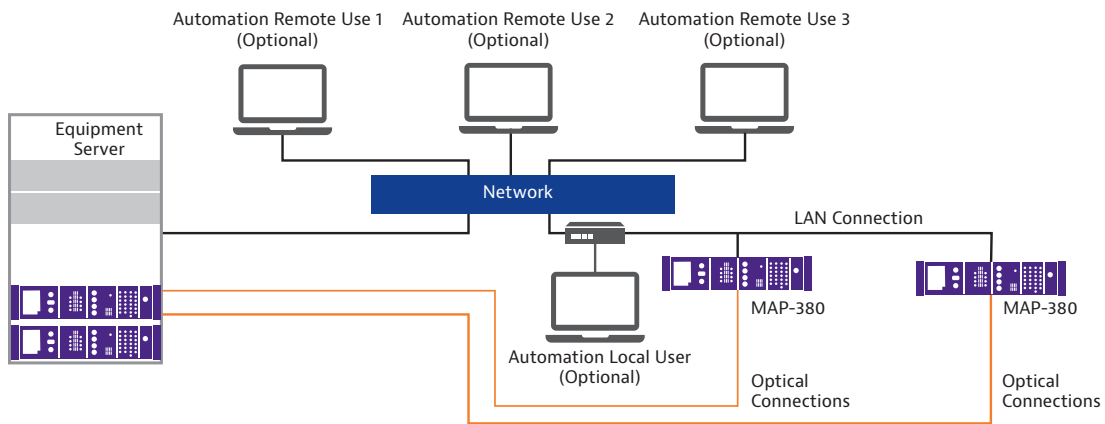 Automation Remote Use 1
(Optional)
Automation Remote Use 2
(Optional)
Automation Remote Use 3
(Optional)
Equipment
Server
Network
LAN Connection
MAP-380
MAP-380
Automation Local User
(Optional)
Optical
Connections
Optical
Connections